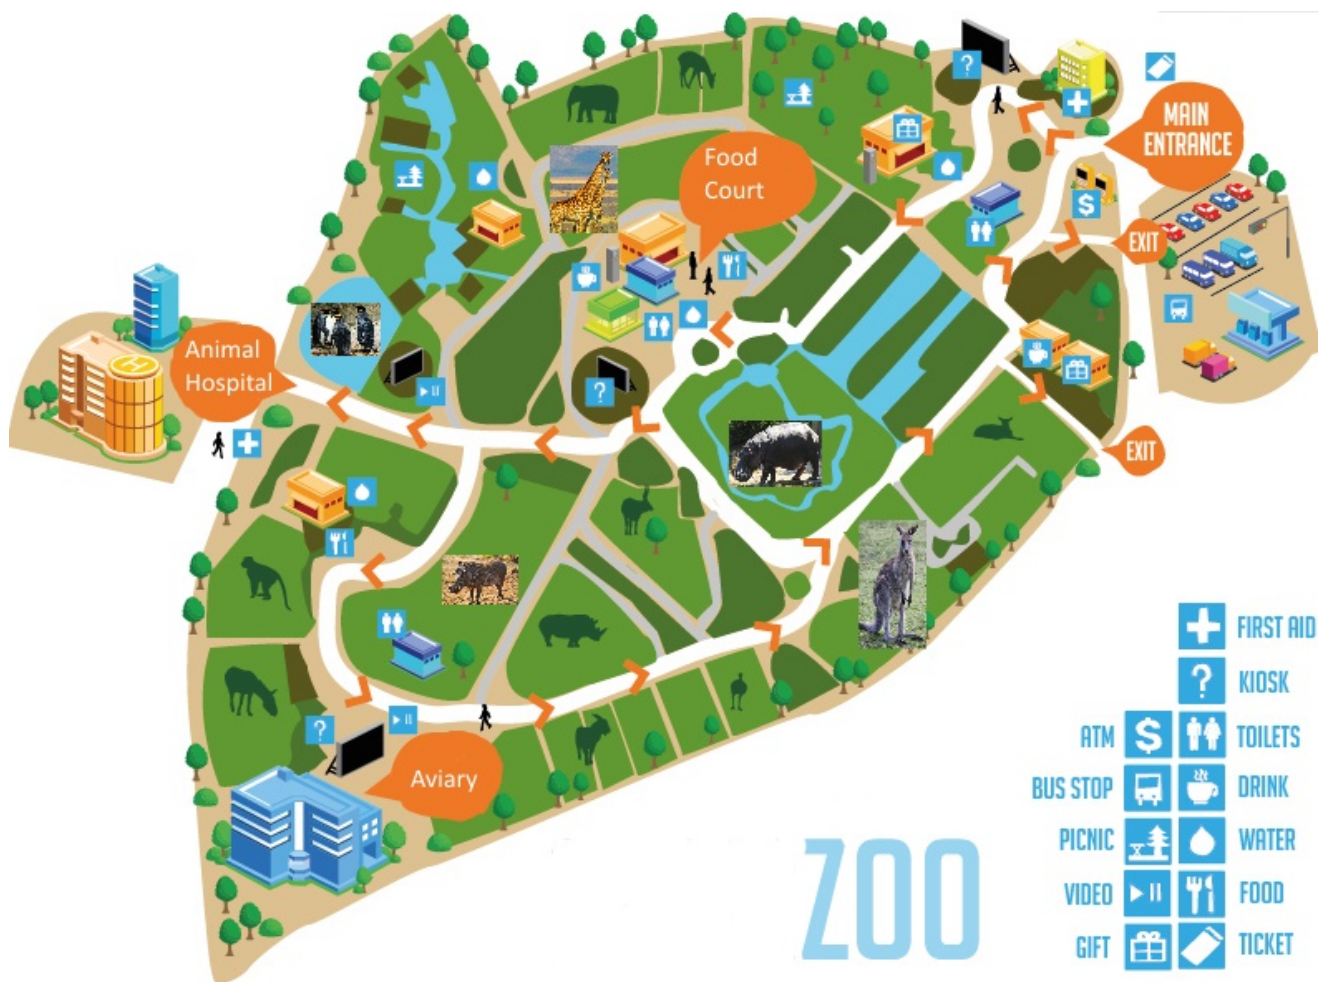 MAIN
ENTRANCE
Food
Court
$
EXIT
?
H
Animal
Hospital
?
EXIT
?
Aviary
FIRST AID
? KIOSK
ATM $ TOILETS
BUS STOP DRINK
PICNIC WATER
VIDEO FOOD
GIFT TICKET
ZOO